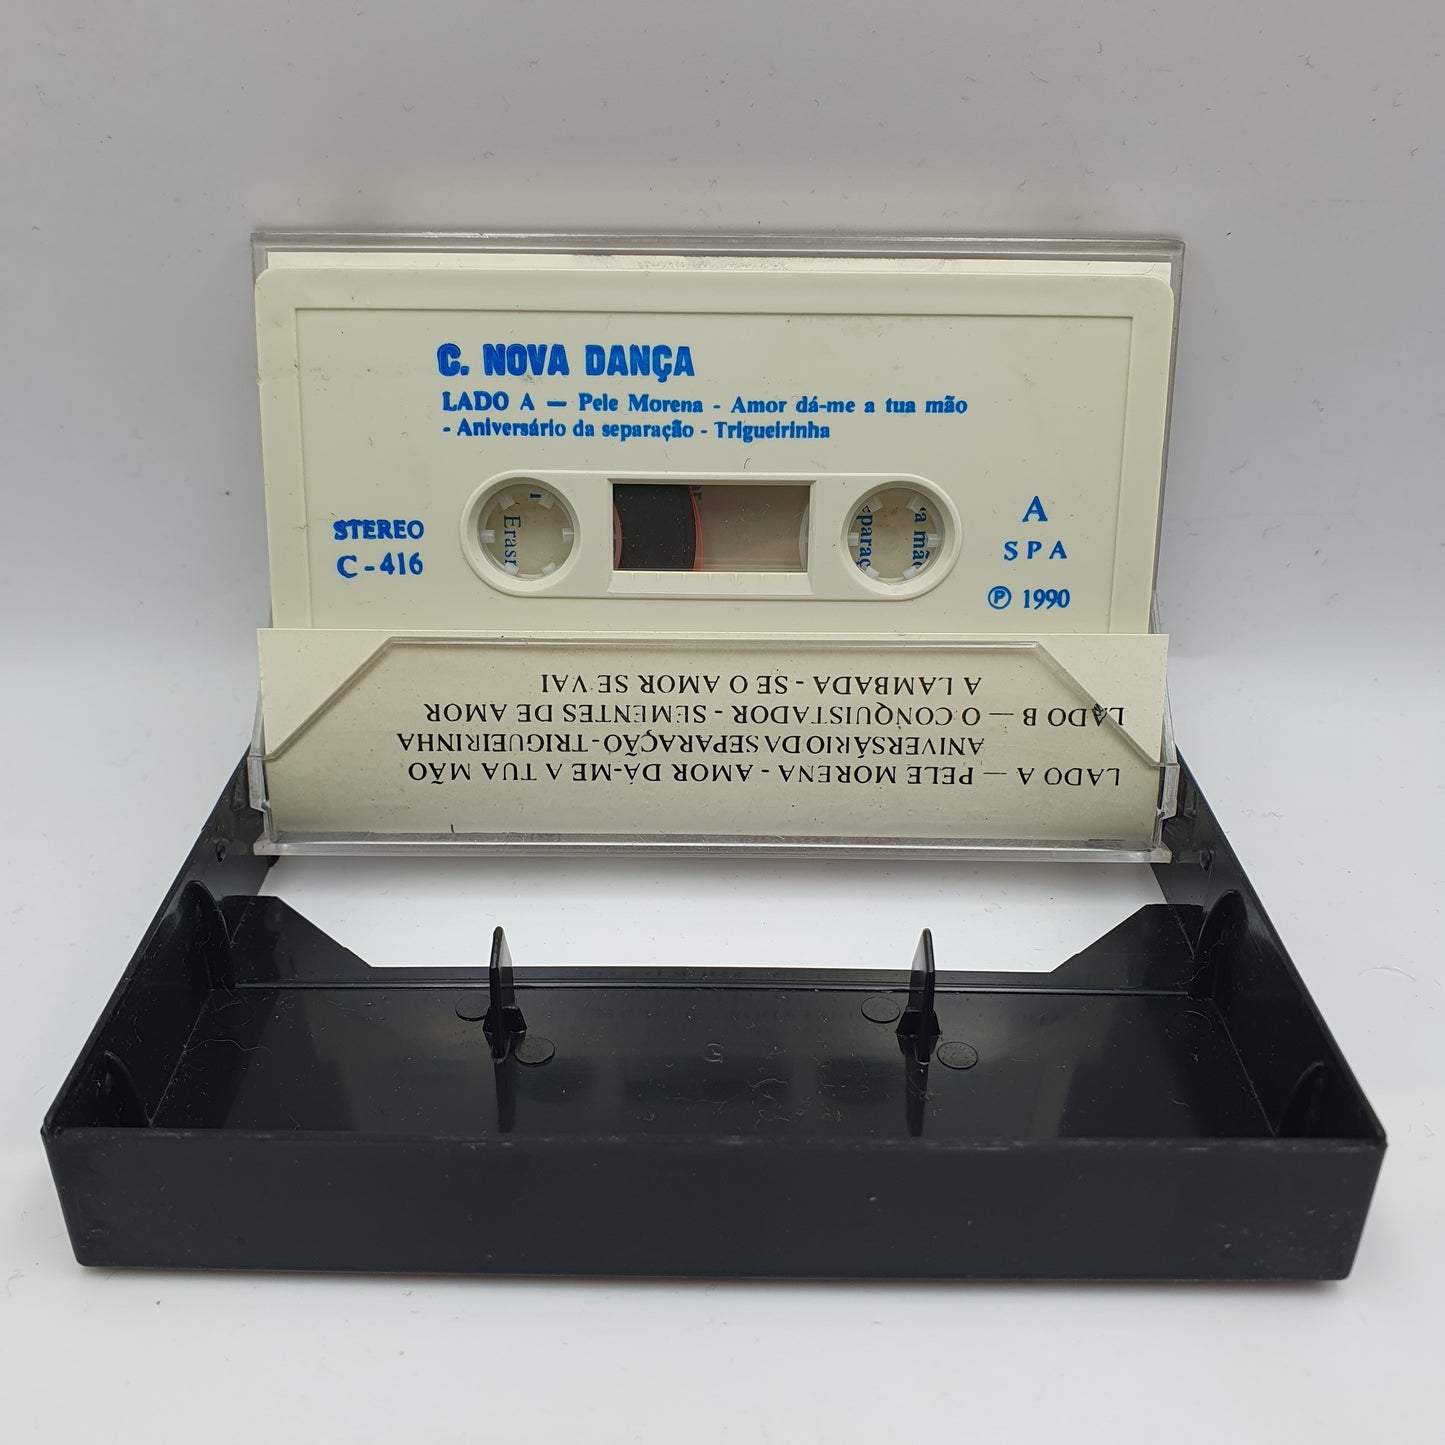 C. NOVA DANÇA
LADO A — Pele Morena - Amor dá-me a tua mão
- Aniversário da separação - Trigueirinha
STEREO
C-416
A
SPA
Ⓟ 1990
LADO A — PELE MORENA - AMOR DÁ-ME A TUA MÃO
ANIVERSÁRIO DA SEPARAÇÃO - TRIGUEIRINHA
LADO B — O CONQUISTADOR - SEMENTES DE AMOR
A LAMBADA - SE O AMOR SE VAI